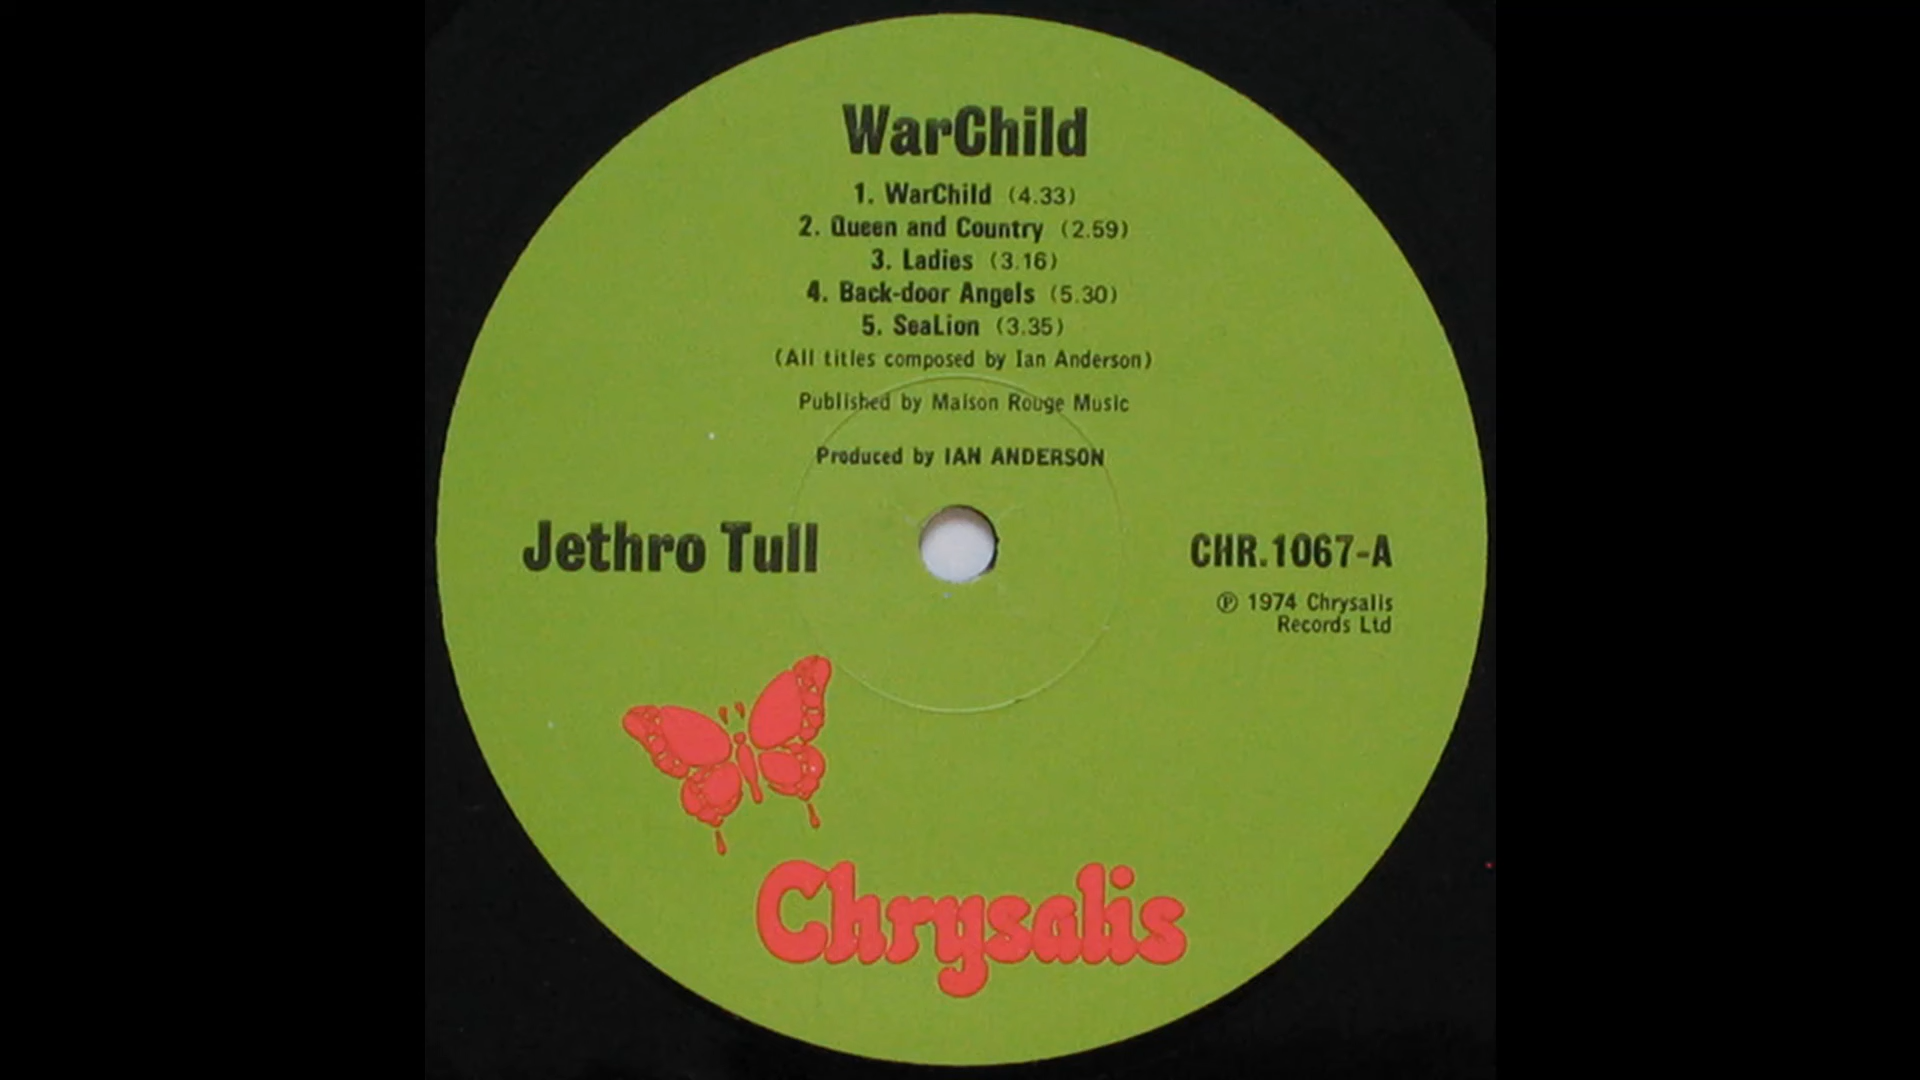 WarChild
1. WarChild (4.33)
2. Queen and Country (2.59)
3. Ladies (3.16)
4. Back-door Angels (5.30)
5. SeaLion (3.35)
(All titles composed by Ian Anderson)
Published by Maison Rouge Music
Produced by IAN ANDERSON
Jethro Tull
CHR.1067-A
℗ 1974 Chrysalis
Records Ltd
Chrysalis